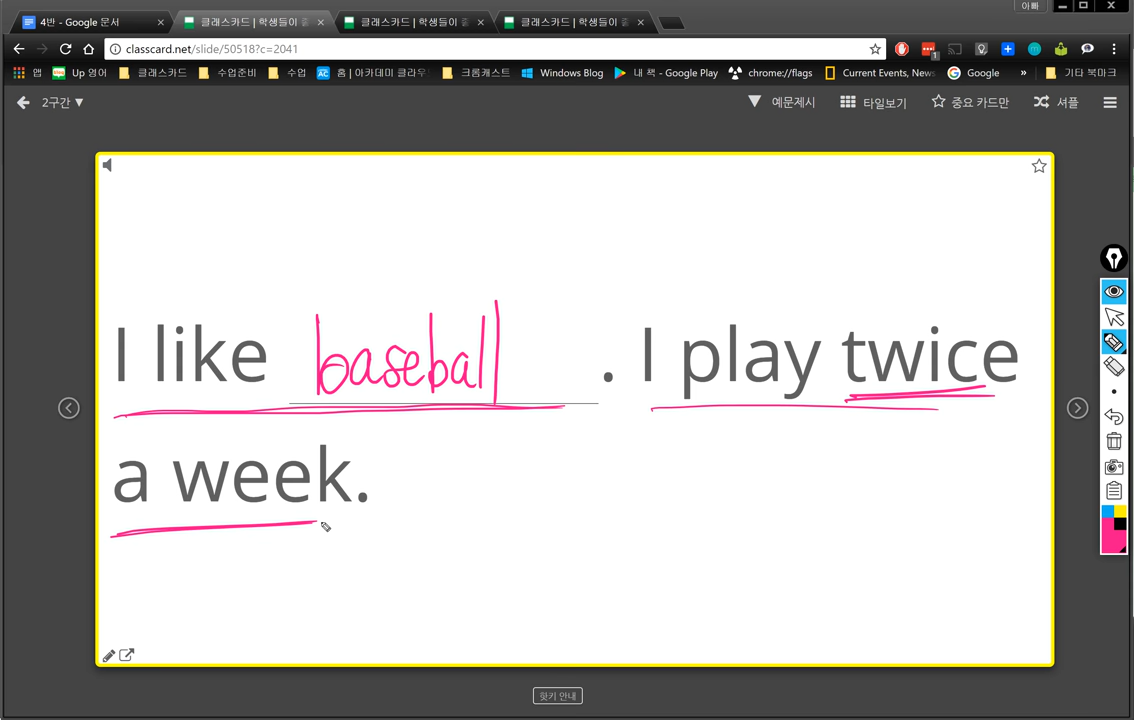 아빠
4반 - Google 문서
클래스카드 | 학생들이 졸
클래스카드 | 학생들이 졸
클래스카드 | 학생들이 졸
classcard.net/slide/50518?c=2041
앱 Up 영어 클래스카드 수업준비 수업 홈 | 아카데미 클라우 크롬캐스트 Windows Blog 내 책 - Google Play chrome://flags Current Events, News Google » 기타 북마크
2구간 ▼ 예문제시 타일보기 중요 카드만 셔플
I like baseball . I play twice
a week.
핫키 안내